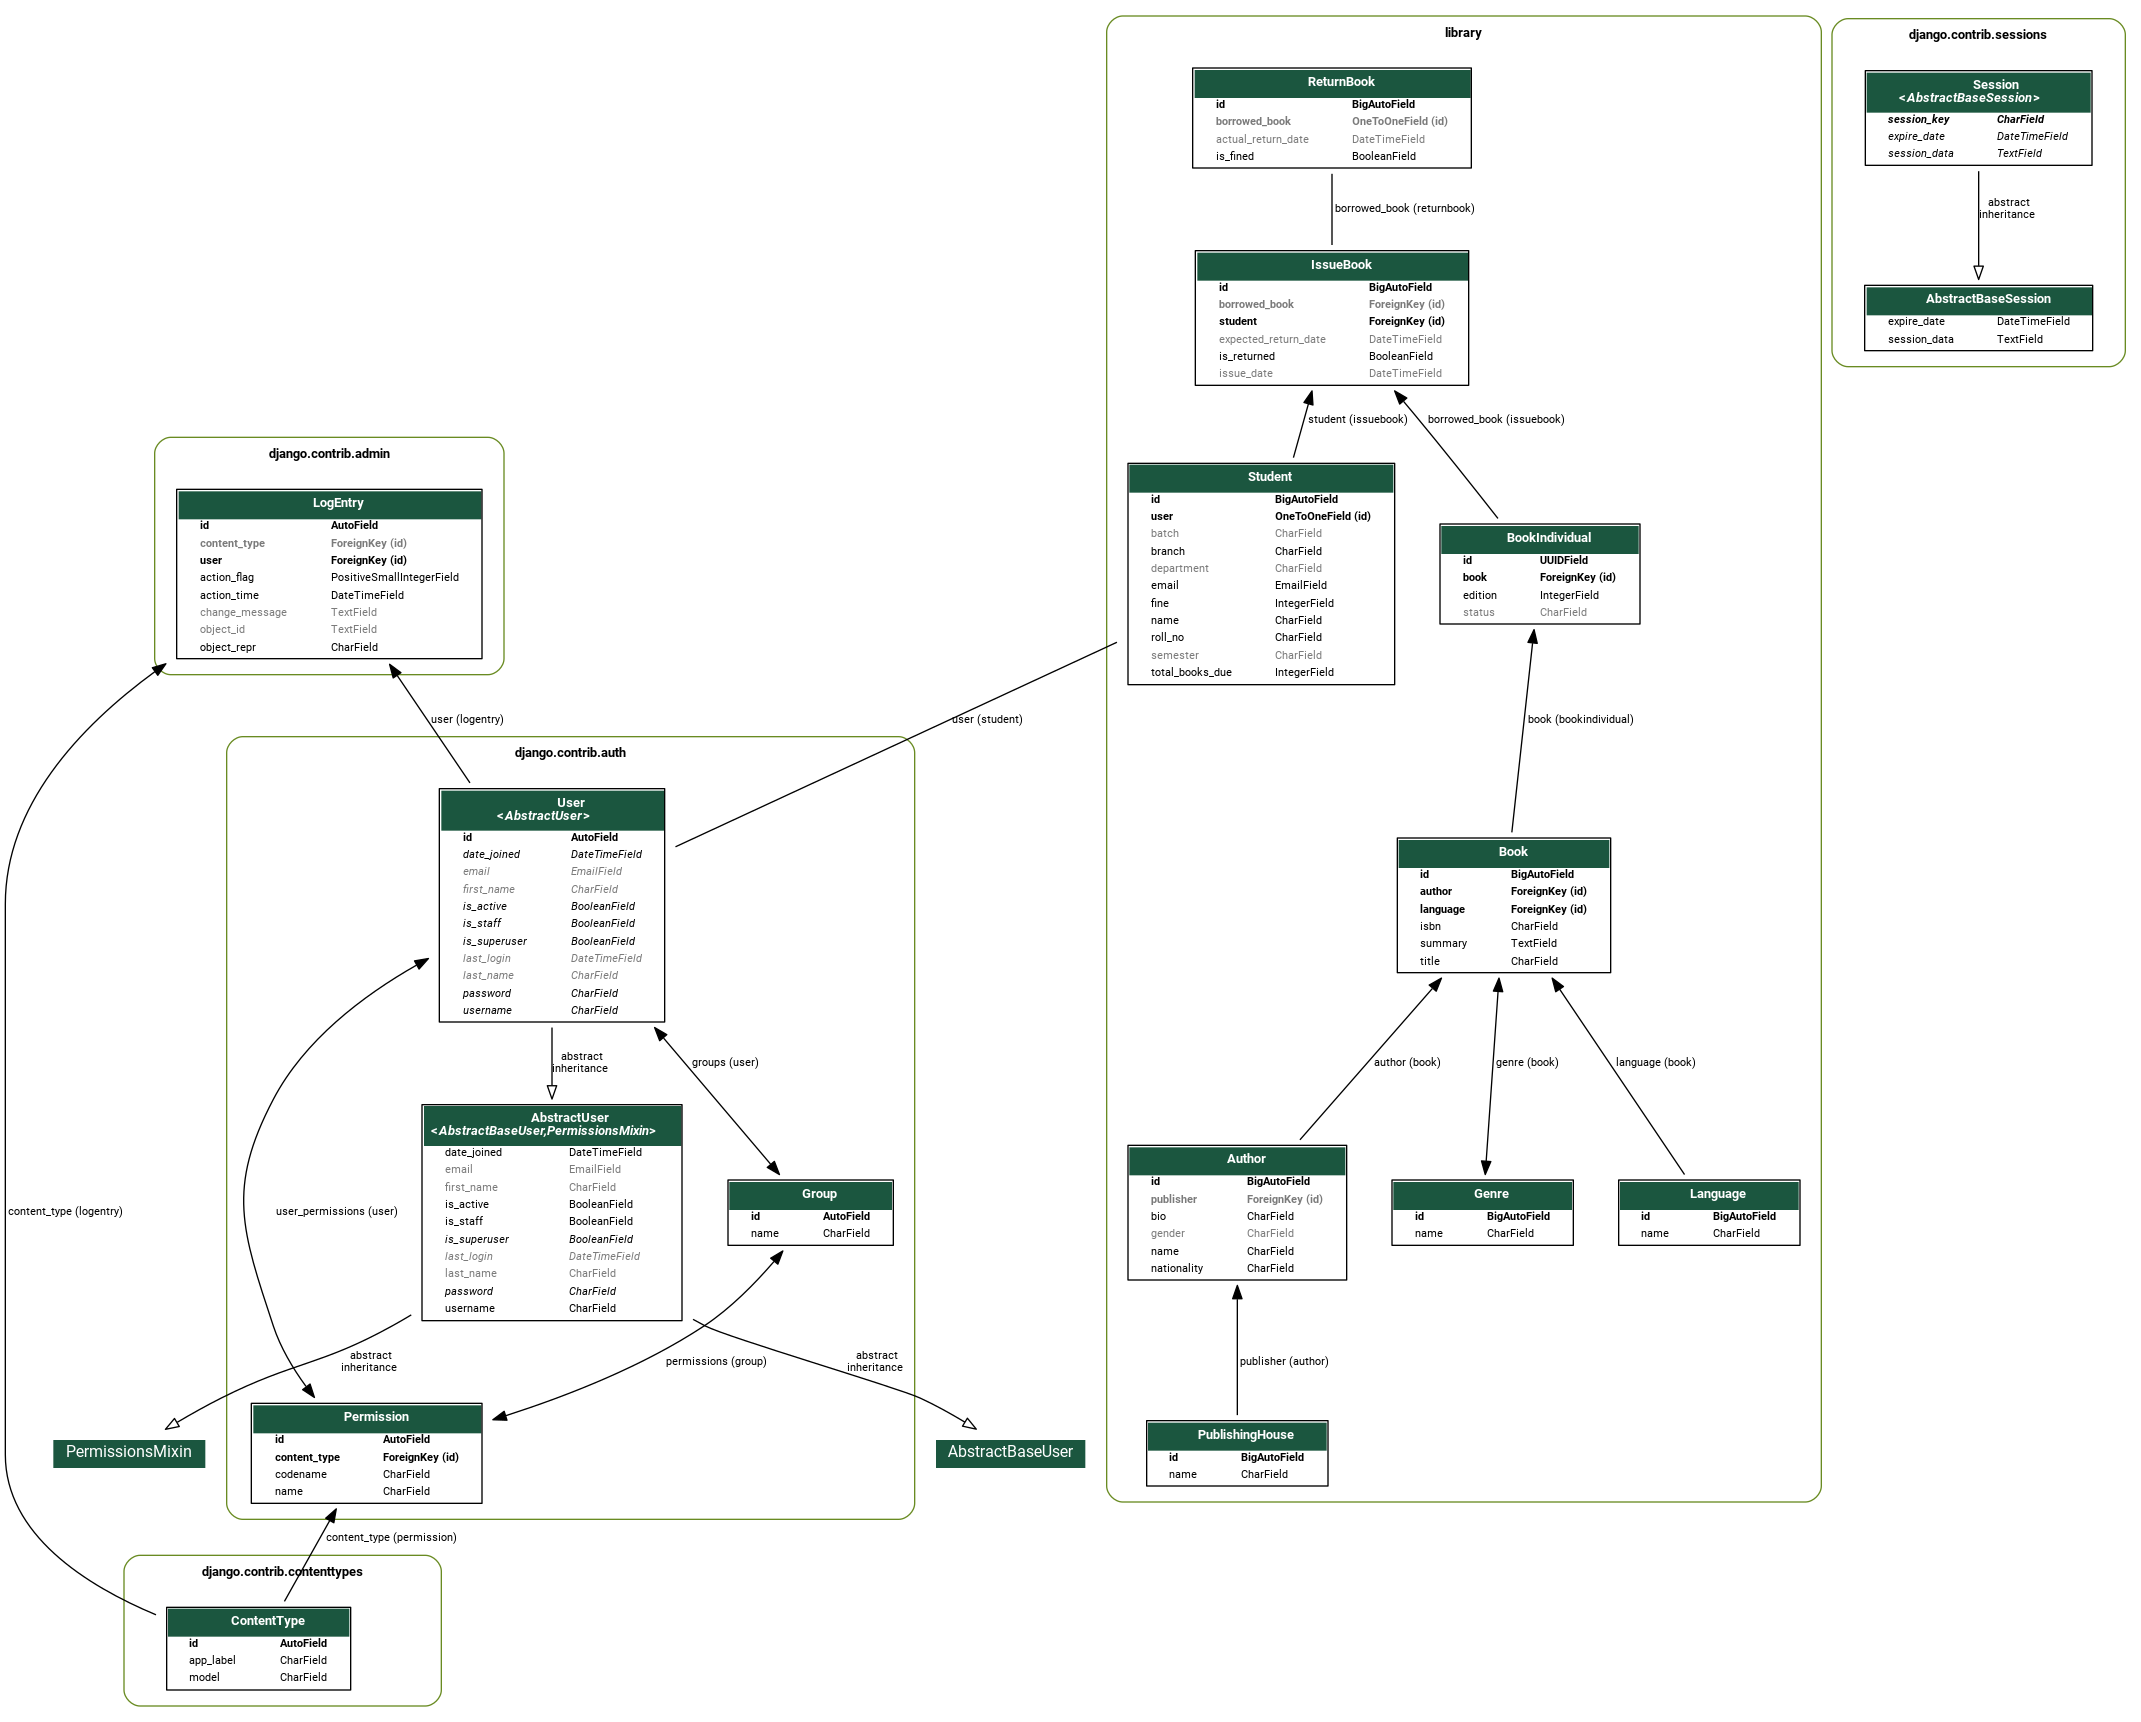 library
ReturnBook
id BigAutoField
borrowed_book OneToOneField (id)
actual_return_date DateTimeField
is_fined BooleanField
borrowed_book (returnbook)
IssueBook
id BigAutoField
borrowed_book ForeignKey (id)
student ForeignKey (id)
expected_return_date DateTimeField
is_returned BooleanField
issue_date DateTimeField
student (issuebook)
borrowed_book (issuebook)
Student
id BigAutoField
user OneToOneField (id)
batch CharField
branch CharField
department CharField
email EmailField
fine IntegerField
name CharField
roll_no CharField
semester CharField
total_books_due IntegerField
BookIndividual
id UUIDField
book ForeignKey (id)
edition IntegerField
status CharField
user (student)
book (bookindividual)
Book
id BigAutoField
author ForeignKey (id)
language ForeignKey (id)
isbn CharField
summary TextField
title CharField
author (book)
genre (book)
language (book)
Author
id BigAutoField
publisher ForeignKey (id)
bio CharField
gender CharField
name CharField
nationality CharField
Genre
id BigAutoField
name CharField
Language
id BigAutoField
name CharField
publisher (author)
PublishingHouse
id BigAutoField
name CharField
django.contrib.sessions
Session
<AbstractBaseSession>
session_key CharField
expire_date DateTimeField
session_data TextField
abstract
inheritance
AbstractBaseSession
expire_date DateTimeField
session_data TextField
django.contrib.admin
LogEntry
id AutoField
content_type ForeignKey (id)
user ForeignKey (id)
action_flag PositiveSmallIntegerField
action_time DateTimeField
change_message TextField
object_id TextField
object_repr CharField
user (logentry)
django.contrib.auth
User
<AbstractUser>
id AutoField
date_joined DateTimeField
email EmailField
first_name CharField
is_active BooleanField
is_staff BooleanField
is_superuser BooleanField
last_login DateTimeField
last_name CharField
password CharField
username CharField
abstract
inheritance
groups (user)
AbstractUser
<AbstractBaseUser,PermissionsMixin>
date_joined DateTimeField
email EmailField
first_name CharField
is_active BooleanField
is_staff BooleanField
is_superuser BooleanField
last_login DateTimeField
last_name CharField
password CharField
username CharField
Group
id AutoField
name CharField
content_type (logentry)
user_permissions (user)
abstract
inheritance
permissions (group)
abstract
inheritance
PermissionsMixin
Permission
id AutoField
content_type ForeignKey (id)
codename CharField
name CharField
AbstractBaseUser
content_type (permission)
django.contrib.contenttypes
ContentType
id AutoField
app_label CharField
model CharField